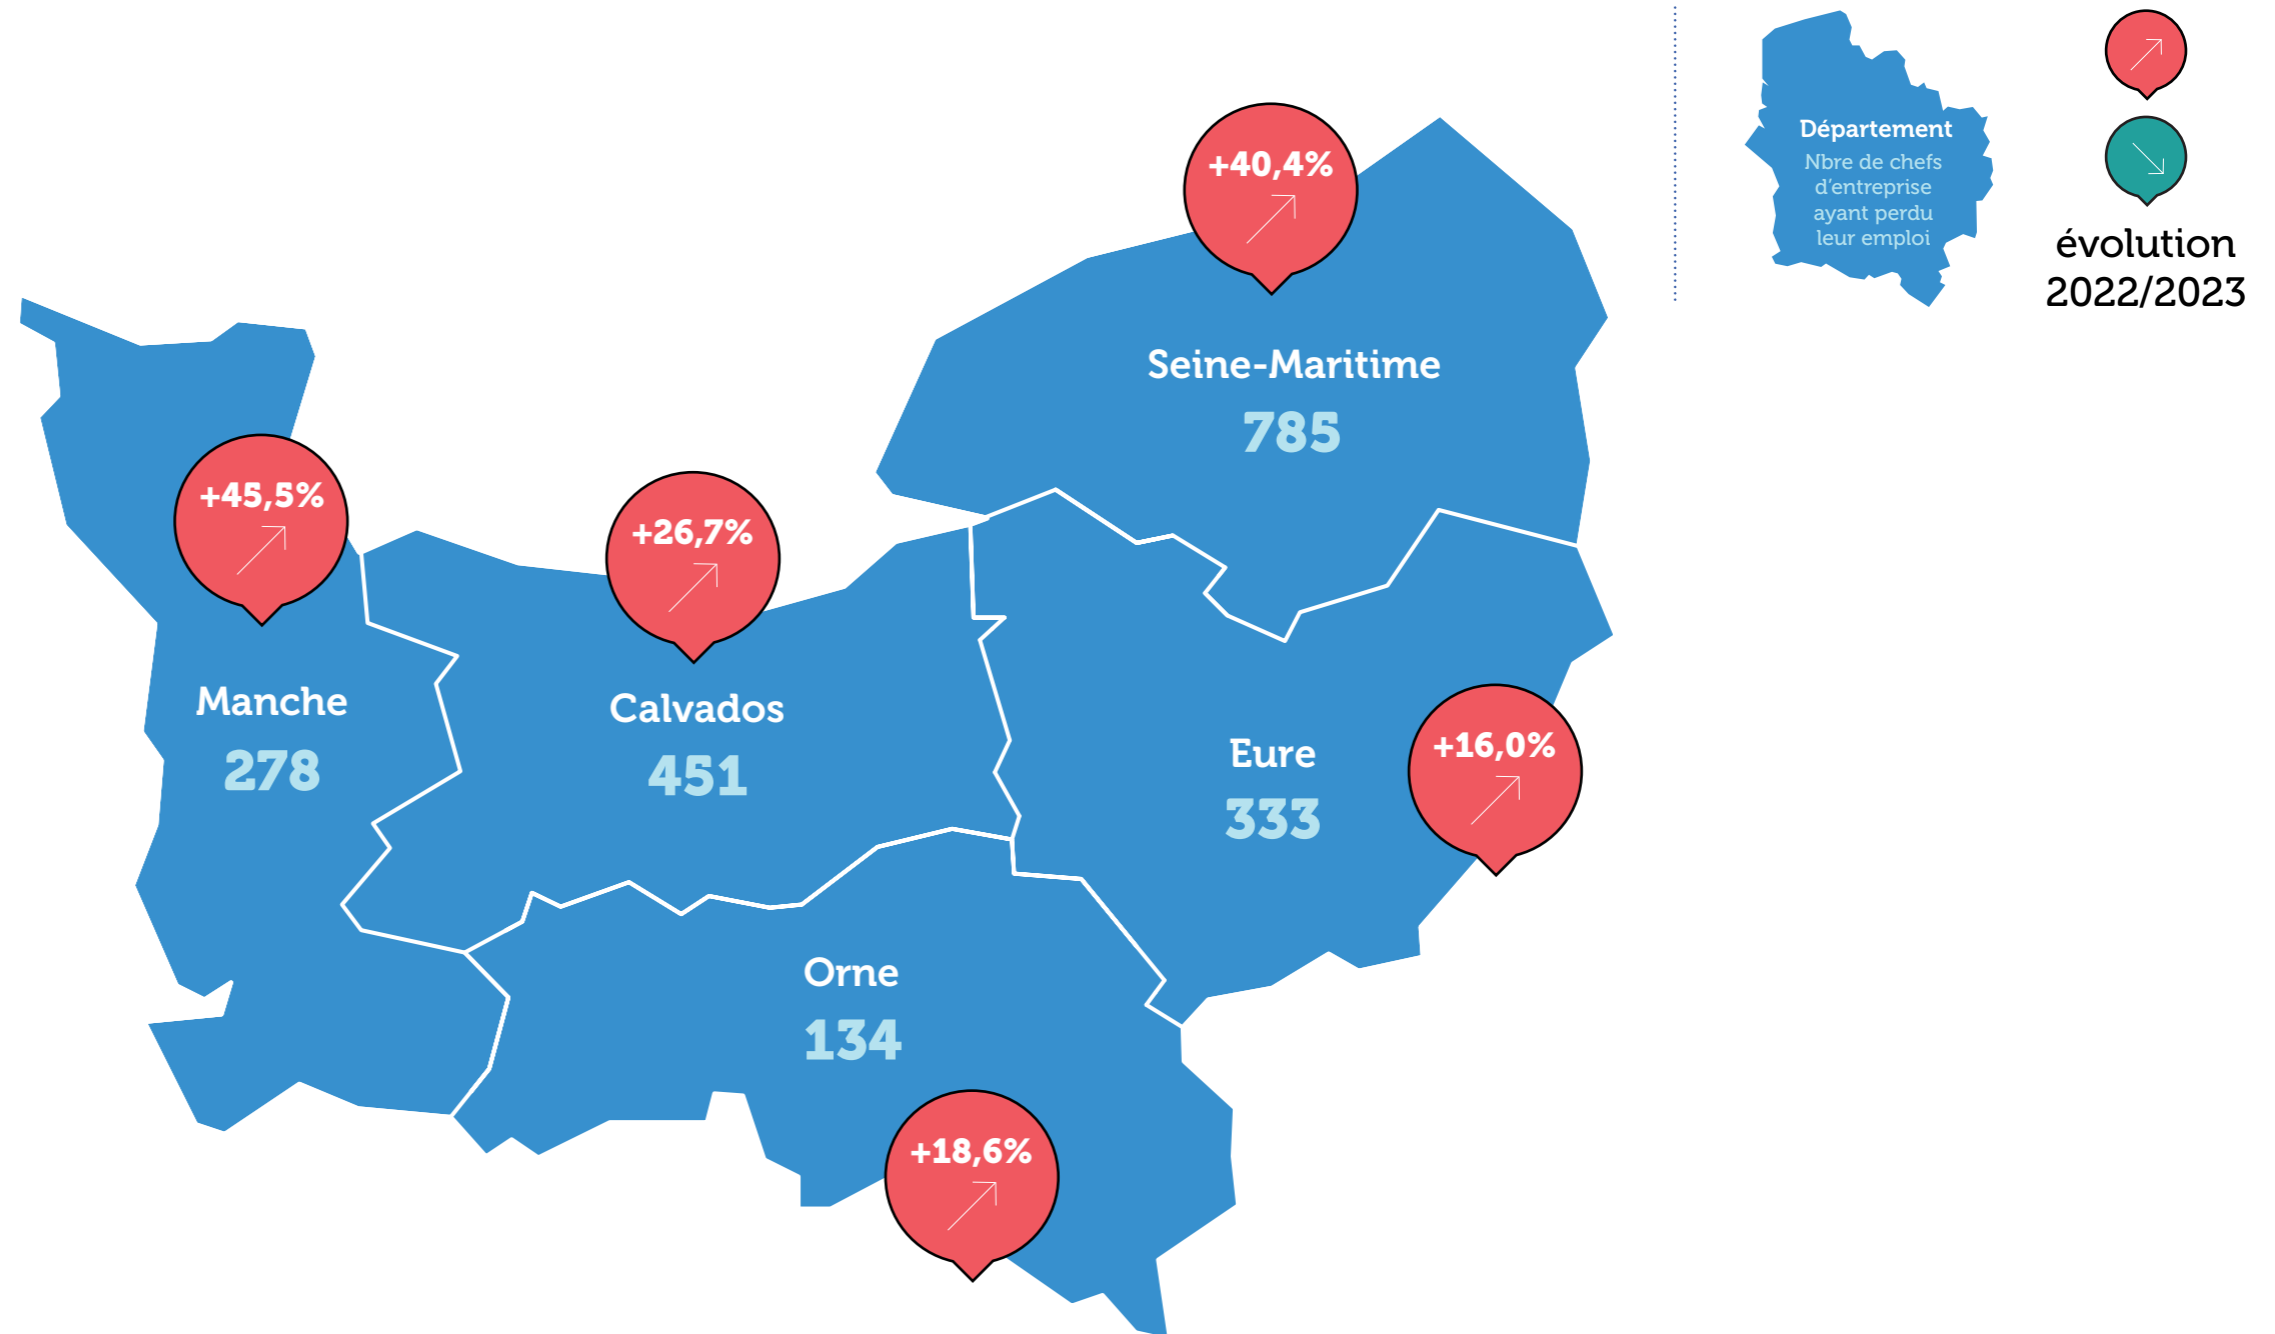 +40,4%
Seine-Maritime
785
+45,5%
Manche
278
+26,7%
Calvados
451
Eure
333
+16,0%
Orne
134
+18,6%
Département
Nbre de chefs
d'entreprise
ayant perdu
leur emploi
évolution
2022/2023